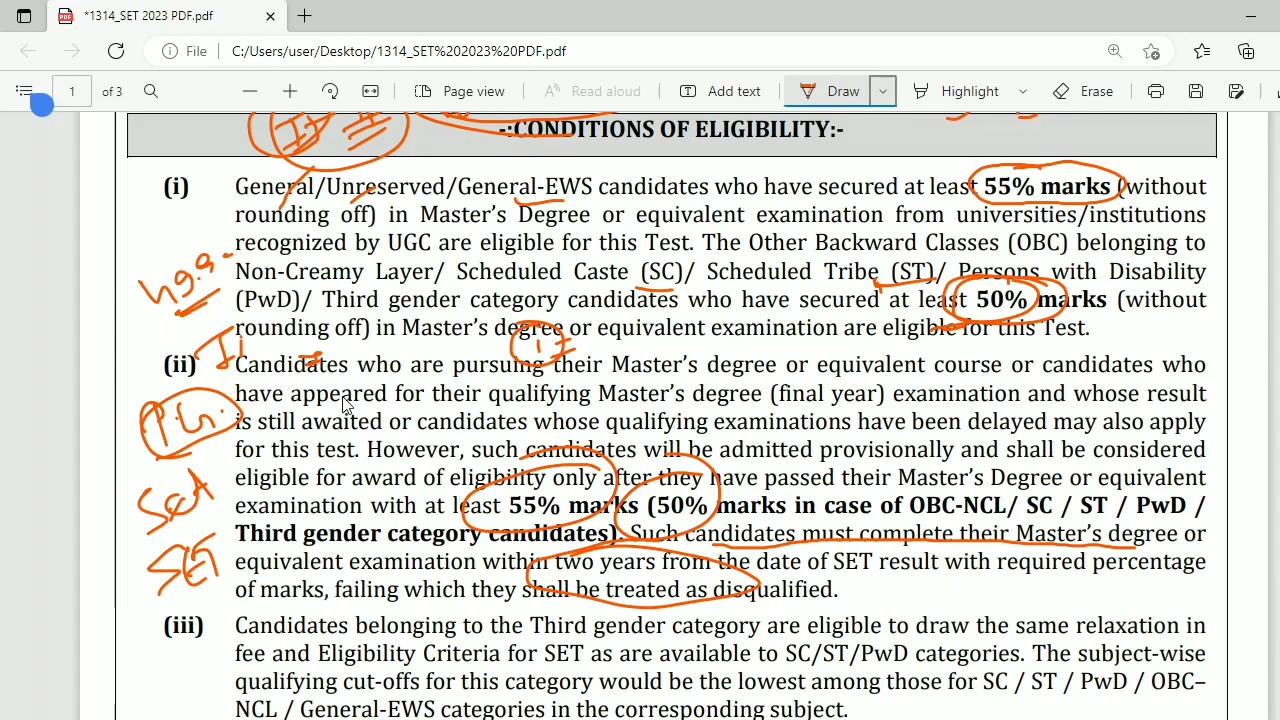 *1314_SET 2023 PDF.pdf
File
C:/Users/user/Desktop/1314_SET%202023%20PDF.pdf
1 of 3 Page view Read aloud Add text Draw Highlight Erase
-:CONDITIONS OF ELIGIBILITY:-
(i) General/Unreserved/General-EWS candidates who have secured at least 55% marks (without
rounding off) in Master's Degree or equivalent examination from universities/institutions
recognized by UGC are eligible for this Test. The Other Backward Classes (OBC) belonging to
Non-Creamy Layer/ Scheduled Caste (SC)/ Scheduled Tribe (ST)/ Persons with Disability
(PwD)/ Third gender category candidates who have secured at least 50% marks (without
rounding off) in Master's degree or equivalent examination are eligible for this Test.
(ii) Candidates who are pursuing their Master's degree or equivalent course or candidates who
have appeared for their qualifying Master's degree (final year) examination and whose result
is still awaited or candidates whose qualifying examinations have been delayed may also apply
for this test. However, such candidates will be admitted provisionally and shall be considered
eligible for award of eligibility only after they have passed their Master's Degree or equivalent
examination with at least 55% marks (50% marks in case of OBC-NCL/ SC / ST / PwD /
Third gender category candidates). Such candidates must complete their Master's degree or
SET
equivalent examination within two years from the date of SET result with required percentage
of marks, failing which they shall be treated as disqualified.
(iii) Candidates belonging to the Third gender category are eligible to draw the same relaxation in
fee and Eligibility Criteria for SET as are available to SC/ST/PwD categories. The subject-wise
qualifying cut-offs for this category would be the lowest among those for SC / ST / PwD / OBC–
NCL / General-EWS categories in the corresponding subject.